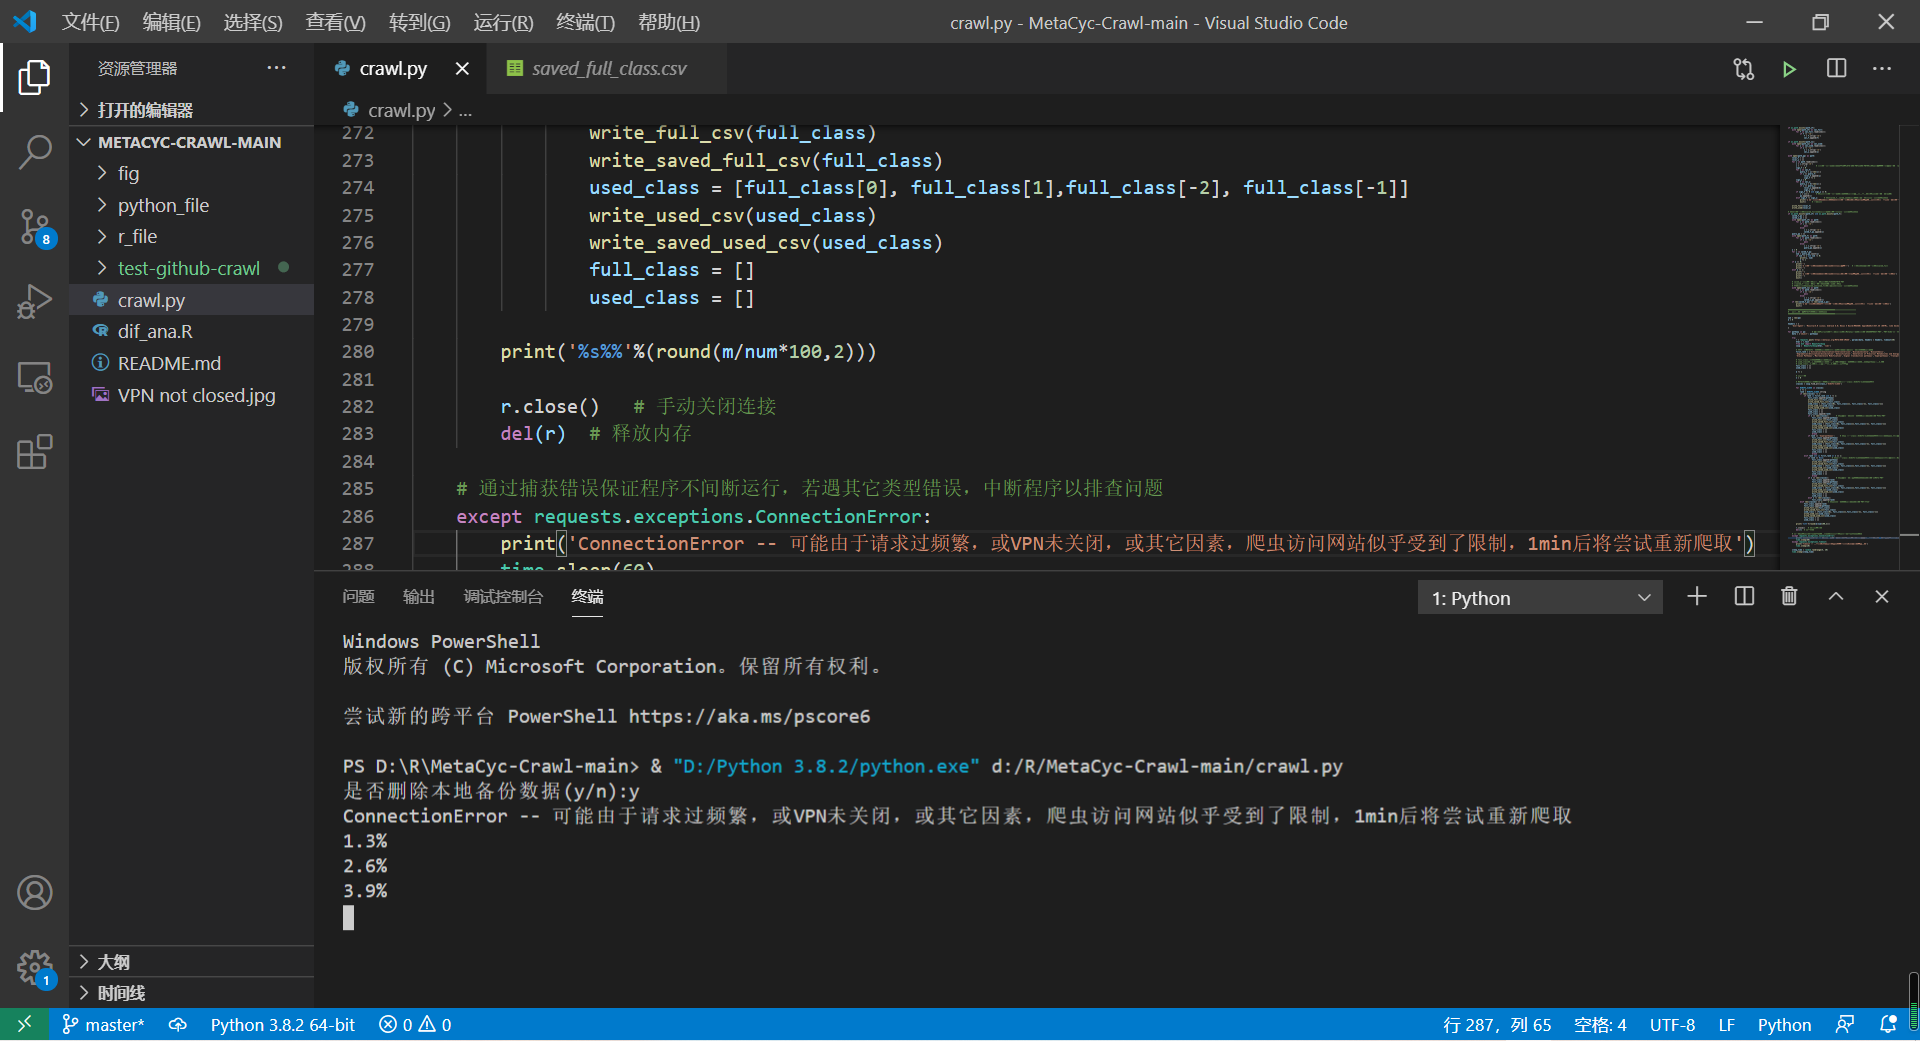 文件(F) 编辑(E) 选择(S) 查看(V) 转到(G) 运行(R) 终端(T) 帮助(H) crawl.py - MetaCyc-Crawl-main - Visual Studio Code
资源管理器 ···
crawl.py saved_full_class.csv
打开的编辑器
crawl.py > ...
METACYC-CRAWL-MAIN
fig
python_file
r_file
test-github-crawl
crawl.py
dif_ana.R
README.md
VPN not closed.jpg
大纲
时间线
8
1
272 write_full_csv(full_class)
273 write_saved_full_csv(full_class)
274 used_class = [full_class[0], full_class[1],full_class[-2], full_class[-1]]
275 write_used_csv(used_class)
276 write_saved_used_csv(used_class)
277 full_class = []
278 used_class = []
279
280 print('%s%%'%(round(m/num*100,2)))
281
282 r.close() # 手动关闭连接
283 del(r) # 释放内存
284
285 # 通过捕获错误保证程序不间断运行，若遇其它类型错误，中断程序以排查问题
286 except requests.exceptions.ConnectionError:
287 print('ConnectionError -- 可能由于请求过频繁，或VPN未关闭，或其它因素，爬虫访问网站似乎受到了限制，1min后将尝试重新爬取')
288 time.sleep(60)
问题 输出 调试控制台 终端 1: Python
Windows PowerShell
版权所有 (C) Microsoft Corporation。保留所有权利。
尝试新的跨平台 PowerShell https://aka.ms/pscore6
PS D:\R\MetaCyc-Crawl-main> & "D:/Python 3.8.2/python.exe" d:/R/MetaCyc-Crawl-main/crawl.py
是否删除本地备份数据(y/n):y
ConnectionError -- 可能由于请求过频繁，或VPN未关闭，或其它因素，爬虫访问网站似乎受到了限制，1min后将尝试重新爬取
1.3%
2.6%
3.9%
master* Python 3.8.2 64-bit 0 0 行 287，列 65 空格: 4 UTF-8 LF Python